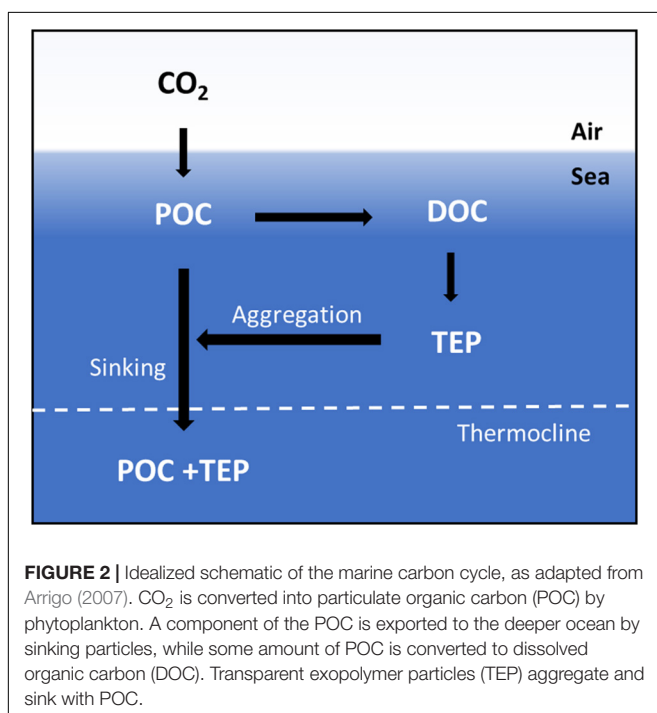 CO₂
Air
Sea
POC
DOC
Aggregation
TEP
Sinking
Thermocline
POC +TEP
FIGURE 2 | Idealized schematic of the marine carbon cycle, as adapted from
Arrigo (2007). CO₂ is converted into particulate organic carbon (POC) by
phytoplankton. A component of the POC is exported to the deeper ocean by
sinking particles, while some amount of POC is converted to dissolved
organic carbon (DOC). Transparent exopolymer particles (TEP) aggregate and
sink with POC.